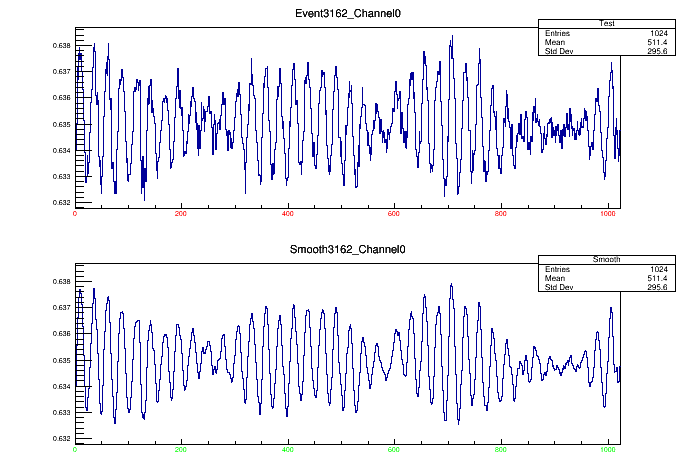 Event3162_Channel0
Test
Entries 1024
Mean 511.4
Std Dev 295.6
0.638
0.637
0.636
0.635
0.634
0.633
0.632
0 200 400 600 800 1000
Smooth3162_Channel0
Smooth
Entries 1024
Mean 511.4
Std Dev 295.6
0.638
0.637
0.636
0.635
0.634
0.633
0.632
0 200 400 600 800 1000